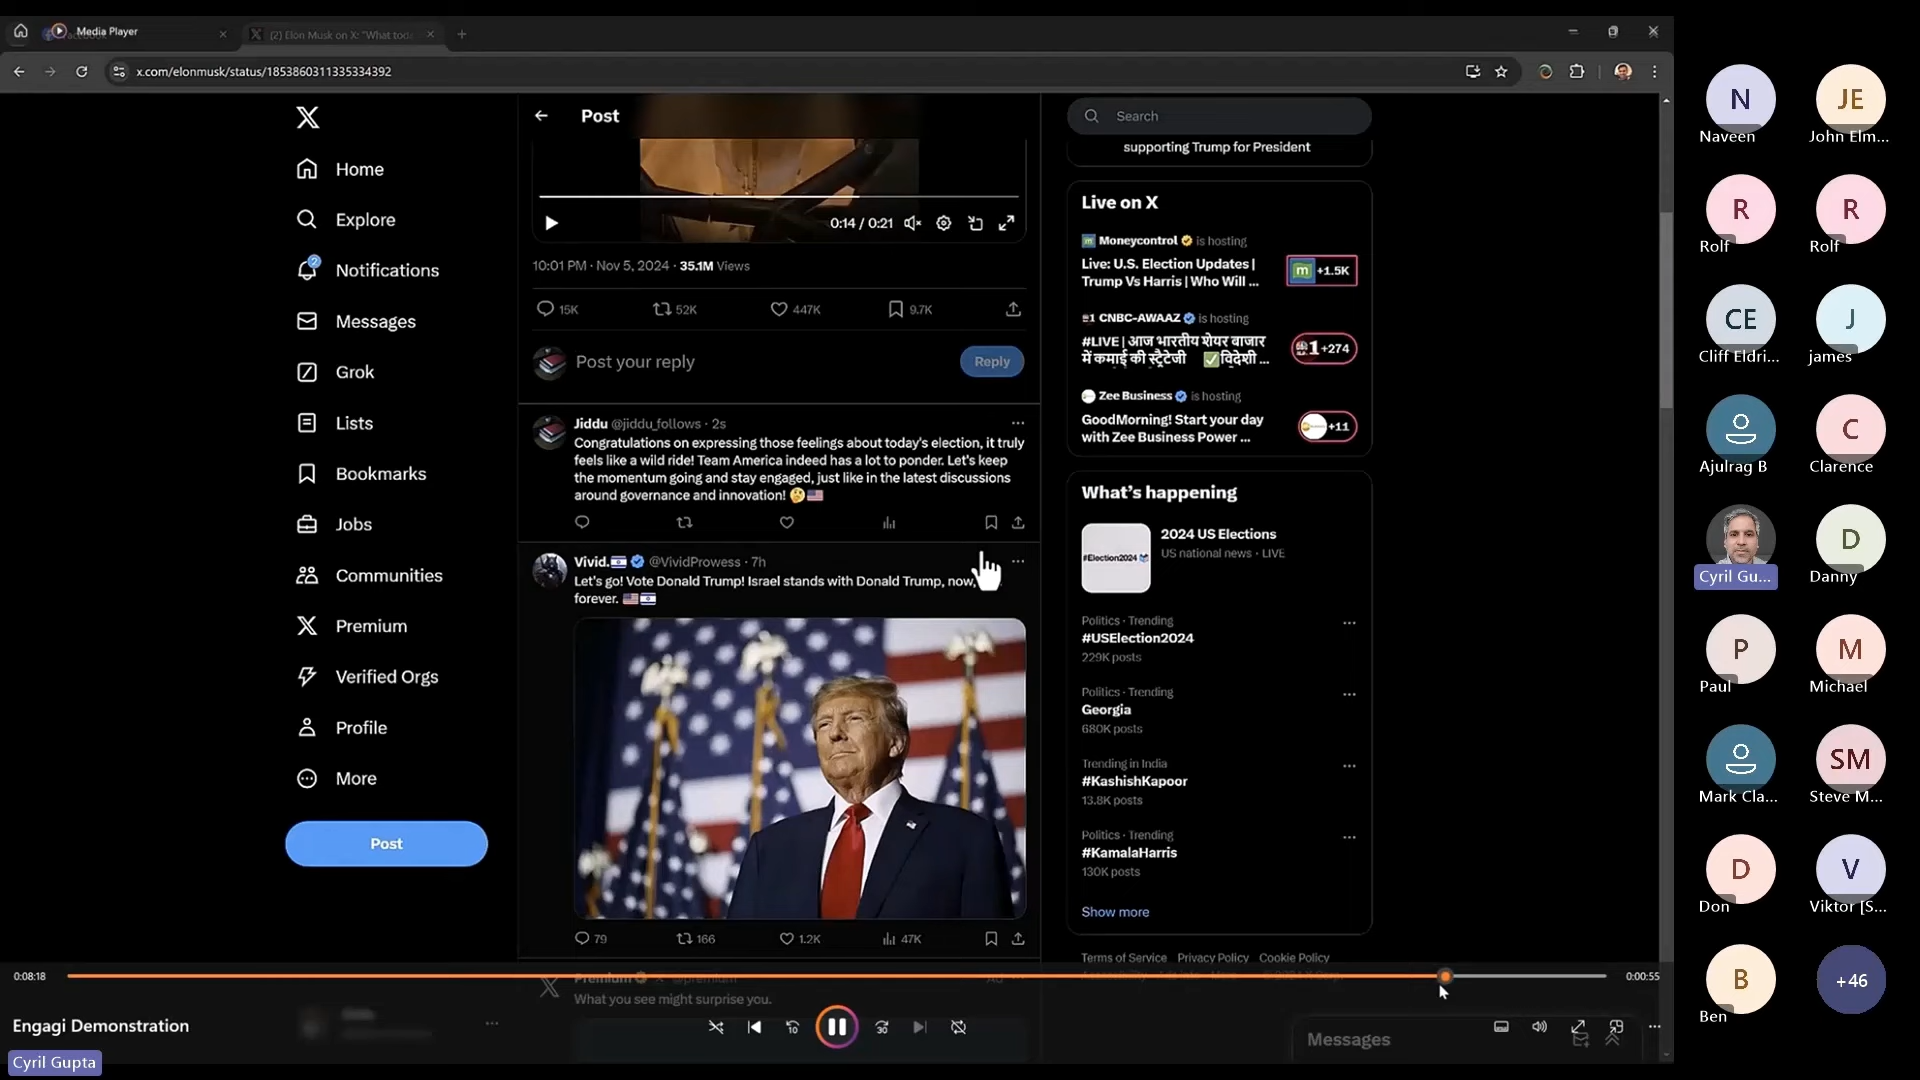 Media Player
(2) Elon Musk on X: "What toda
x.com/elonmusk/status/1853860311335334392
Home
Explore
2
Notifications
Messages
Grok
Lists
Bookmarks
Jobs
Communities
Premium
Verified Orgs
Profile
More
Post
Post
0:14 / 0:21
10:01 PM · Nov 5, 2024 · 35.1M Views
15K 52K 447K 9.7K
Post your reply
Reply
Jiddu @jiddu_follows · 2s
Congratulations on expressing those feelings about today's election, it truly
feels like a wild ride! Team America indeed has a lot to ponder. Let's keep
the momentum going and stay engaged, just like in the latest discussions
around governance and innovation! 🤔🇺🇸
Vivid.🇮🇱 @VividProwess · 7h
Let's go! Vote Donald Trump! Israel stands with Donald Trump, now,
forever. 🇺🇸🇮🇱
79 166 1.2K 47K
Premium @premium Ad
What you see might surprise you.
Search
supporting Trump for President
Live on X
Moneycontrol is hosting
Live: U.S. Election Updates |
Trump Vs Harris | Who Will ...
m +1.5K
CNBC-AWAAZ is hosting
#LIVE | आज भारतीय शेयर बाजार
में कमाई की स्ट्रैटेजी ✅विदेशी ...
+274
Zee Business is hosting
GoodMorning! Start your day
with Zee Business Power ...
+11
What's happening
#Election2024
2024 US Elections
US national news · LIVE
Politics · Trending
#USElection2024
229K posts
Politics · Trending
Georgia
680K posts
Trending in India
#KashishKapoor
13.8K posts
Politics · Trending
#KamalaHarris
130K posts
Show more
Terms of Service Privacy Policy Cookie Policy
Messages
0:08:18
0:00:55
10
30
Engagi Demonstration
Cyril Gupta
N
Naveen
JE
John Elm...
R
Rolf
R
Rolf
CE
Cliff Eldri...
J
james
Ajulrag B
C
Clarence
Cyril Gu...
D
Danny
P
Paul
M
Michael
Mark Cla...
SM
Steve M...
D
Don
V
Viktor [S...
B
Ben
+46